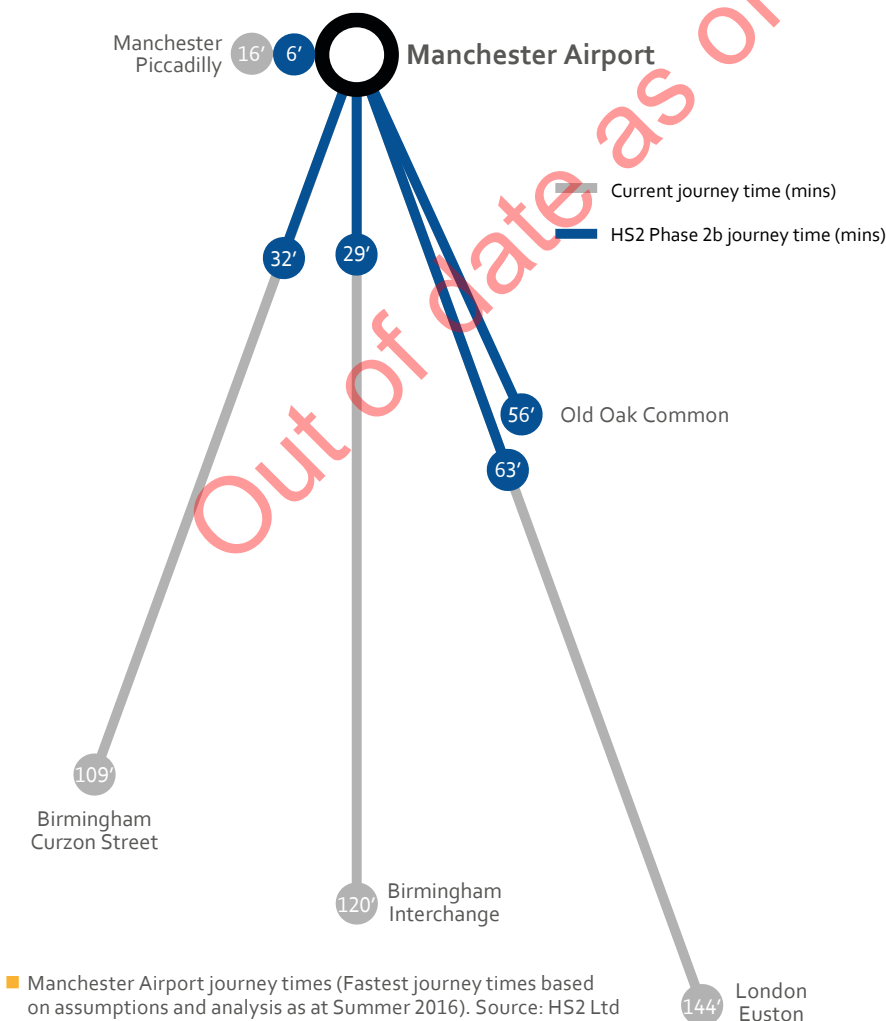 Manchester
Piccadilly
16’
6’
Manchester Airport
Current journey time (mins)
HS2 Phase 2b journey time (mins)
32’
29’
56’
Old Oak Common
63’
109’
Birmingham
Curzon Street
120’
Birmingham
Interchange
144’
London
Euston
Manchester Airport journey times (Fastest journey times based
on assumptions and analysis as at Summer 2016). Source: HS2 Ltd
Out of date as of